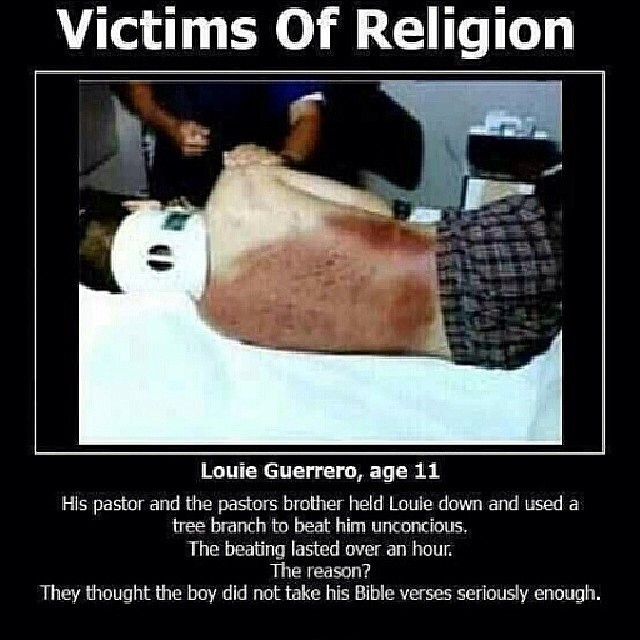 Victims Of Religion
Louie Guerrero, age 11
His pastor and the pastors brother held Louie down and used a
tree branch to beat him unconcious.
The beating lasted over an hour.
The reason?
They thought the boy did not take his Bible verses seriously enough.